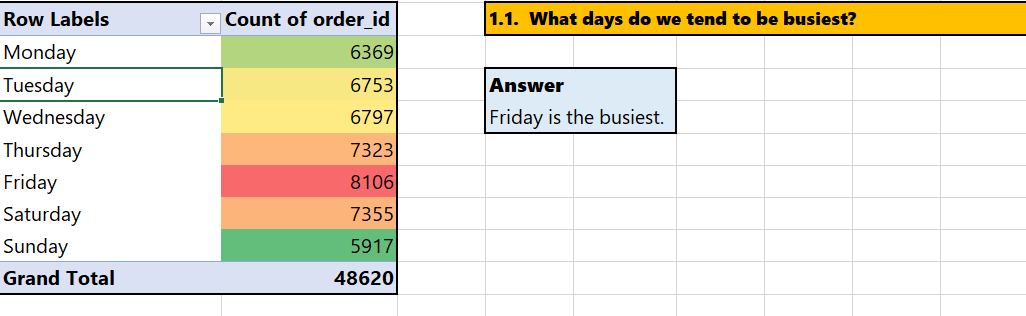 Row Labels Count of order_id
Monday 6369
Tuesday 6753
Wednesday 6797
Thursday 7323
Friday 8106
Saturday 7355
Sunday 5917
Grand Total 48620
1.1. What days do we tend to be busiest?
Answer
Friday is the busiest.